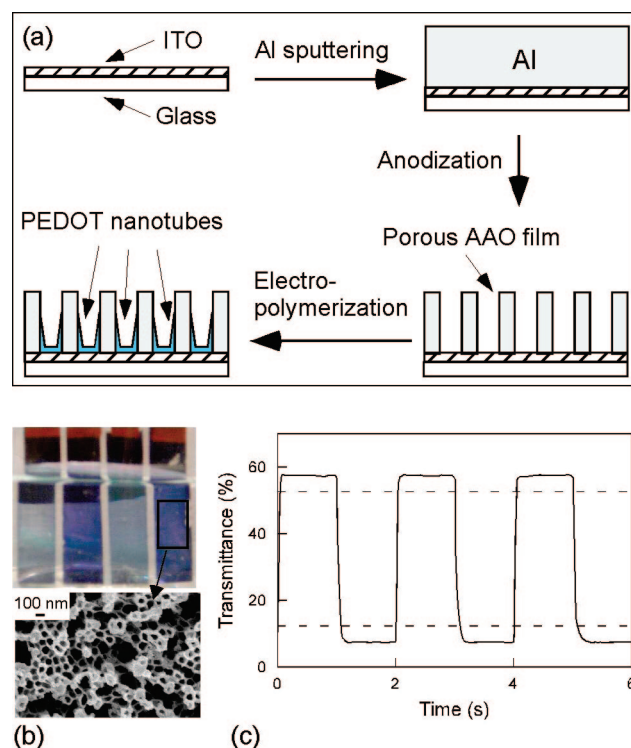 (a)
ITO
Glass
Al sputtering
Al
Anodization
Porous AAO film
Electro-
polymerization
PEDOT nanotubes
100 nm
(b)
Transmittance (%)
60
40
20
0
0
2
4
6
Time (s)
(c)